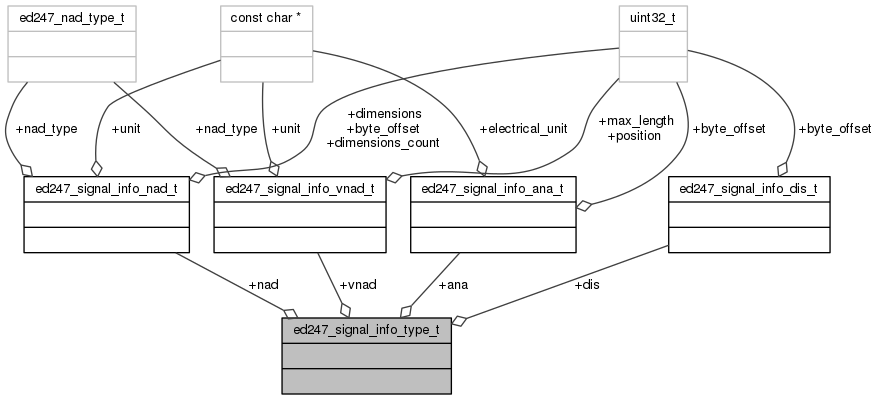 ed247_nad_type_t
const char *
uint32_t
+nad_type
+unit
+nad_type
+unit
+dimensions
+byte_offset
+dimensions_count
+electrical_unit
+max_length
+position
+byte_offset
+byte_offset
ed247_signal_info_nad_t
ed247_signal_info_vnad_t
ed247_signal_info_ana_t
ed247_signal_info_dis_t
+nad
+vnad
+ana
+dis
ed247_signal_info_type_t